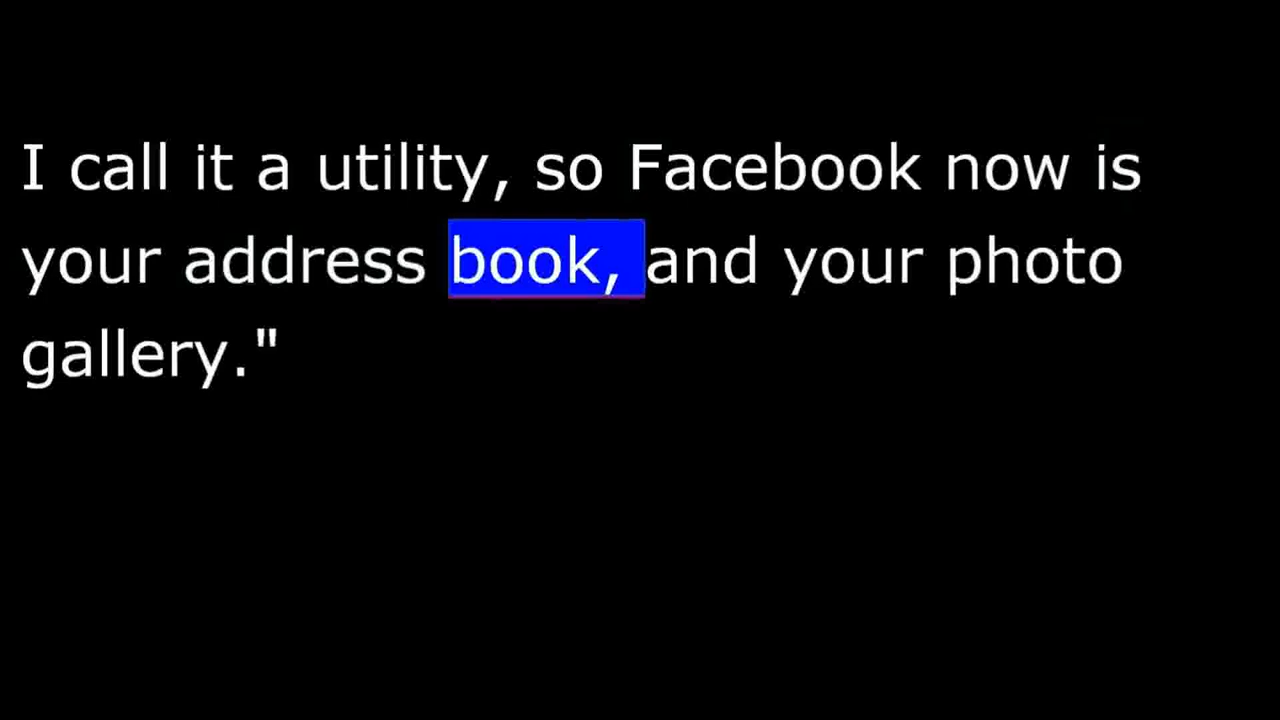 I call it a utility, so Facebook now is
your address book, and your photo
gallery."